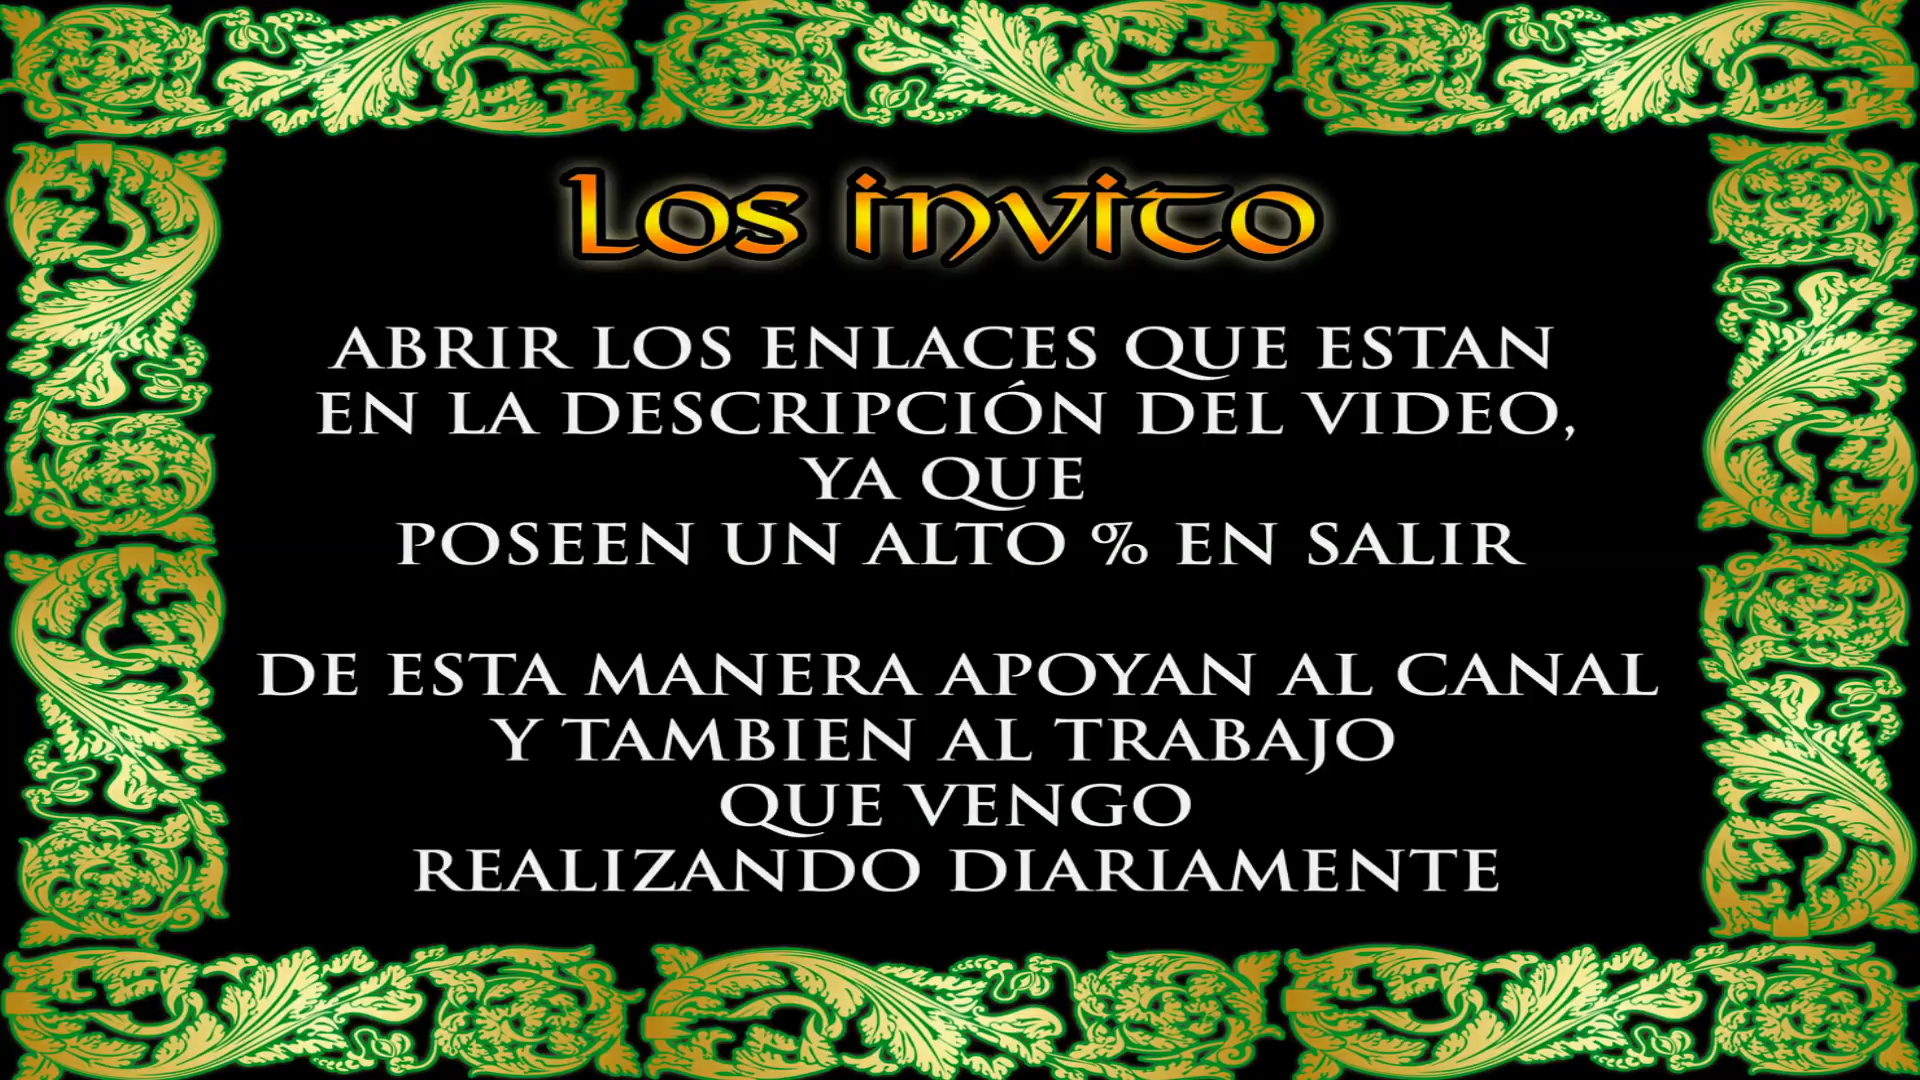 Los invito
ABRIR LOS ENLACES QUE ESTAN
EN LA DESCRIPCIÓN DEL VIDEO,
YA QUE
POSEEN UN ALTO % EN SALIR
DE ESTA MANERA APOYAN AL CANAL
Y TAMBIEN AL TRABAJO
QUE VENGO
REALIZANDO DIARIAMENTE